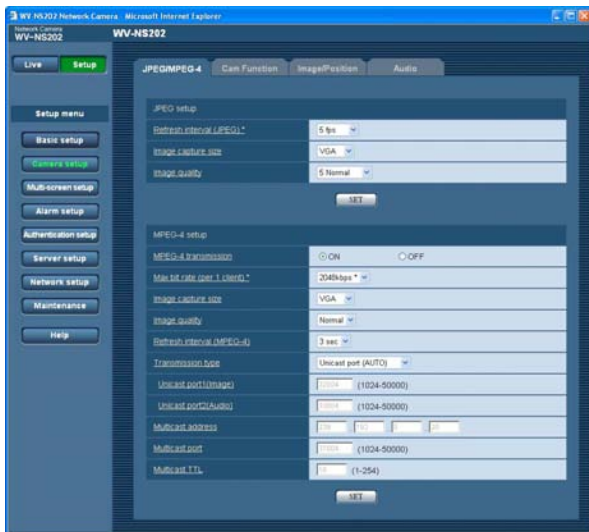 WV-NS202 Network Camera - Microsoft Internet Explorer
Network Camera
WV-NS202
WV-NS202
Live Setup
JPEG/MPEG-4 Cam Function Image/Position Audio
Setup menu
Basic setup
Camera setup
Multi-screen setup
Alarm setup
Authentication setup
Server setup
Network setup
Maintenance
Help
JPEG setup
Refresh interval (JPEG) * 5 fps
Image capture size VGA
Image quality 5 Normal
SET
MPEG-4 setup
MPEG-4 transmission ON OFF
Max bit rate (per 1 client) * 2048kbps *
Image capture size VGA
Image quality Normal
Refresh interval (MPEG-4) 3 sec
Transmission type Unicast port (AUTO)
Unicast port1(Image) (1024-50000)
Unicast port2(Audio) (1024-50000)
Multicast address
Multicast port (1024-50000)
Multicast TTL (1-254)
SET